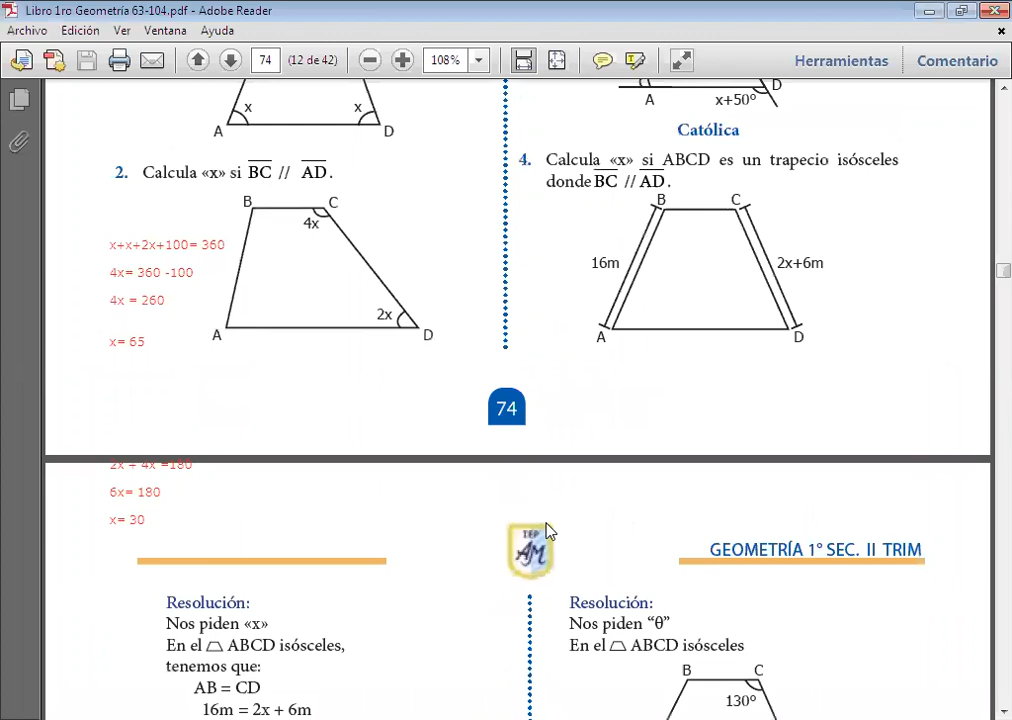 Libro 1ro Geometría 63-104.pdf - Adobe Reader
Archivo Edición Ver Ventana Ayuda
74 (12 de 42) 108% Herramientas Comentario
x x
A D
2. Calcula «x» si BC // AD.
B C
4x
2x
A D
x+x+2x+100= 360
4x= 360 -100
4x = 260
x= 65
D
A x+50º
Católica
4. Calcula «x» si ABCD es un trapecio isósceles
donde BC // AD.
B C
16m 2x+6m
A D
74
2x + 4x =180
6x= 180
x= 30
IEP
AM
GEOMETRÍA 1° SEC. II TRIM
Resolución:
Nos piden «x»
En el ABCD isósceles,
tenemos que:
AB = CD
16m = 2x + 6m
Resolución:
Nos piden “θ”
En el ABCD isósceles
B C
130º